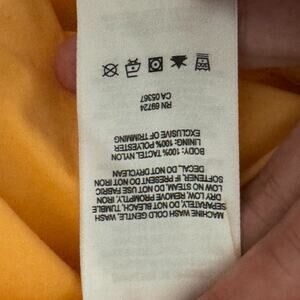 MACHINE WASH COLD GENTLE, WASH
SEPARATELY, DO NOT BLEACH, TUMBLE
DRY LOW, REMOVE PROMPTLY, IRON
LOW NO STEAM, DO NOT USE FABRIC
SOFTENER, IF PRESENT DO NOT IRON
DECAL, DO NOT DRYCLEAN
BODY: 100% TACTEL NYLON
LINING: 100% POLYESTER
EXCLUSIVE OF TRIMMING
RN 69724
CA 05367